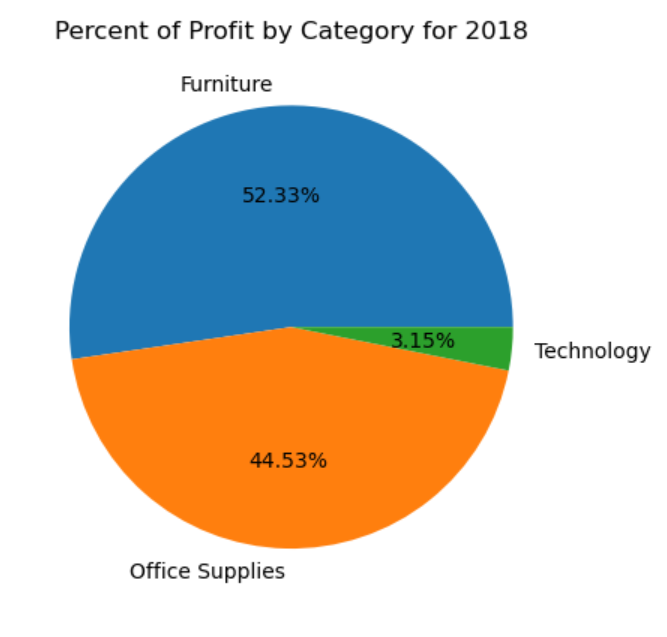 Percent of Profit by Category for 2018
Furniture
52.33%
3.15%
Technology
44.53%
Office Supplies